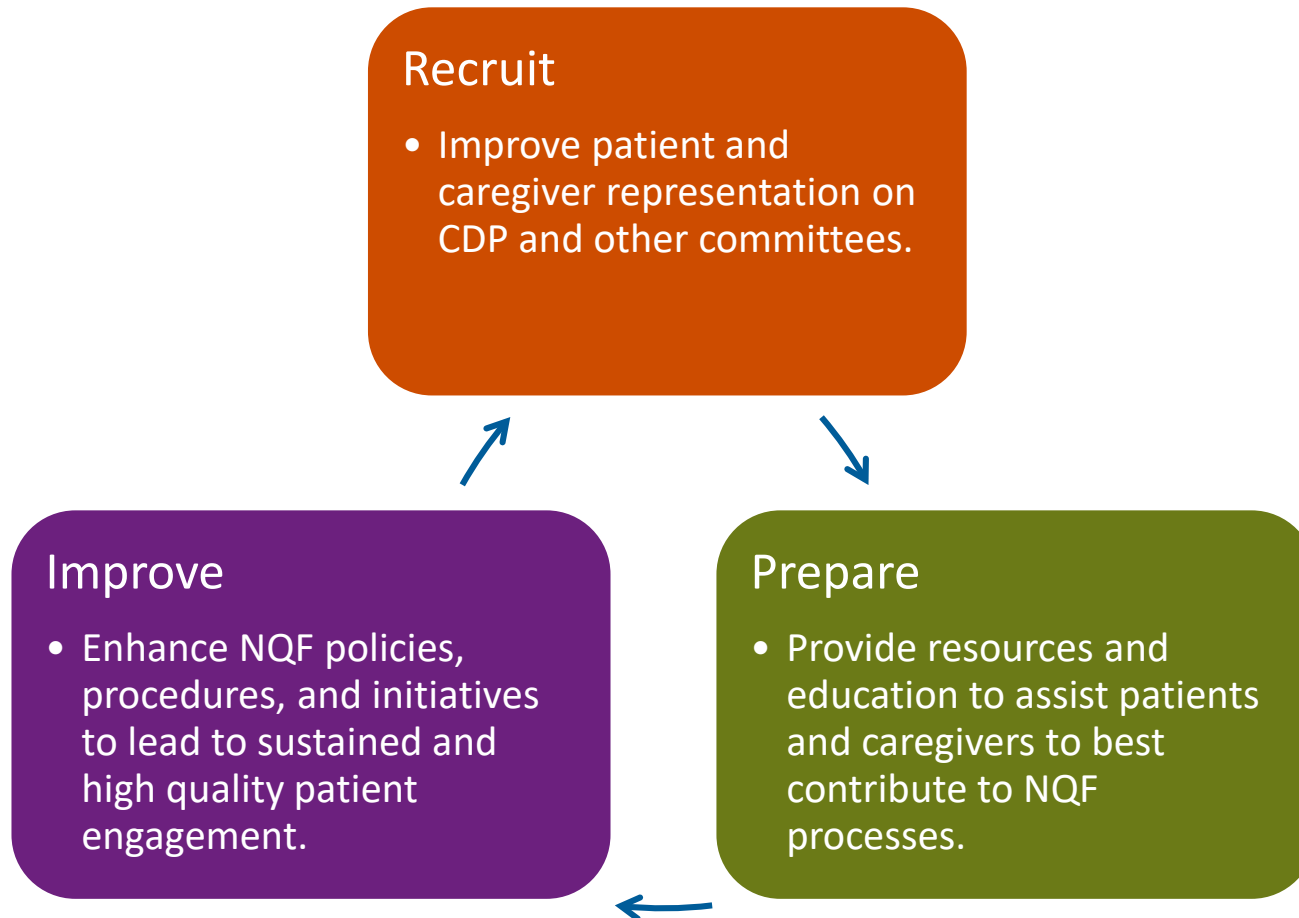 Recruit
• Improve patient and
caregiver representation on
CDP and other committees.
Improve
• Enhance NQF policies,
procedures, and initiatives
to lead to sustained and
high quality patient
engagement.
Prepare
• Provide resources and
education to assist patients
and caregivers to best
contribute to NQF
processes.